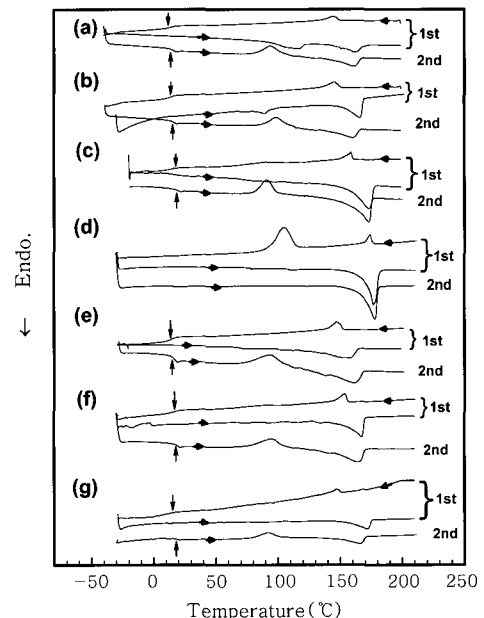 (a)
1st
2nd
(b)
1st
2nd
(c)
1st
2nd
(d)
1st
2nd
(e)
1st
2nd
(f)
1st
2nd
(g)
1st
2nd
← Endo.
−50 0 50 100 150 200 250
Temperature(℃)